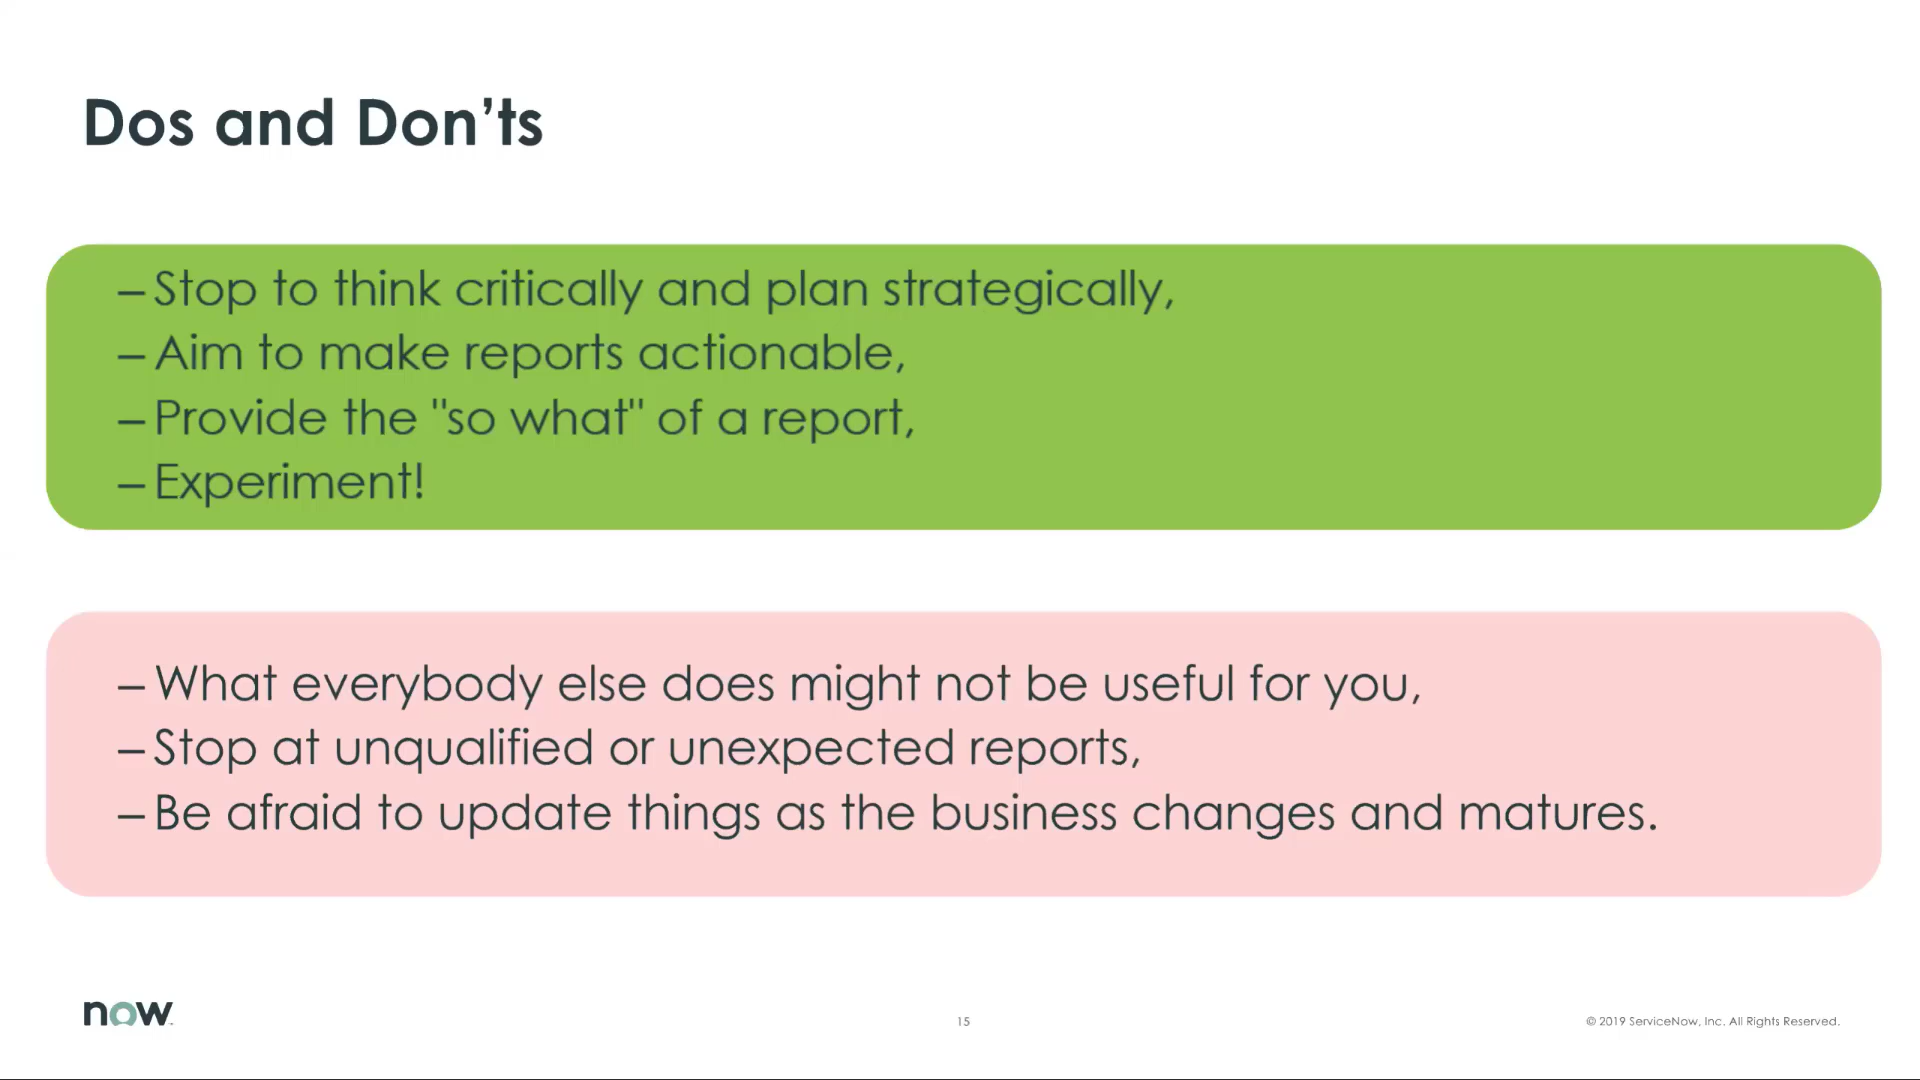 Dos and Don’ts
– Stop to think critically and plan strategically,
– Aim to make reports actionable,
– Provide the "so what" of a report,
– Experiment!
– What everybody else does might not be useful for you,
– Stop at unqualified or unexpected reports,
– Be afraid to update things as the business changes and matures.
now
15
© 2019 ServiceNow, Inc. All Rights Reserved.